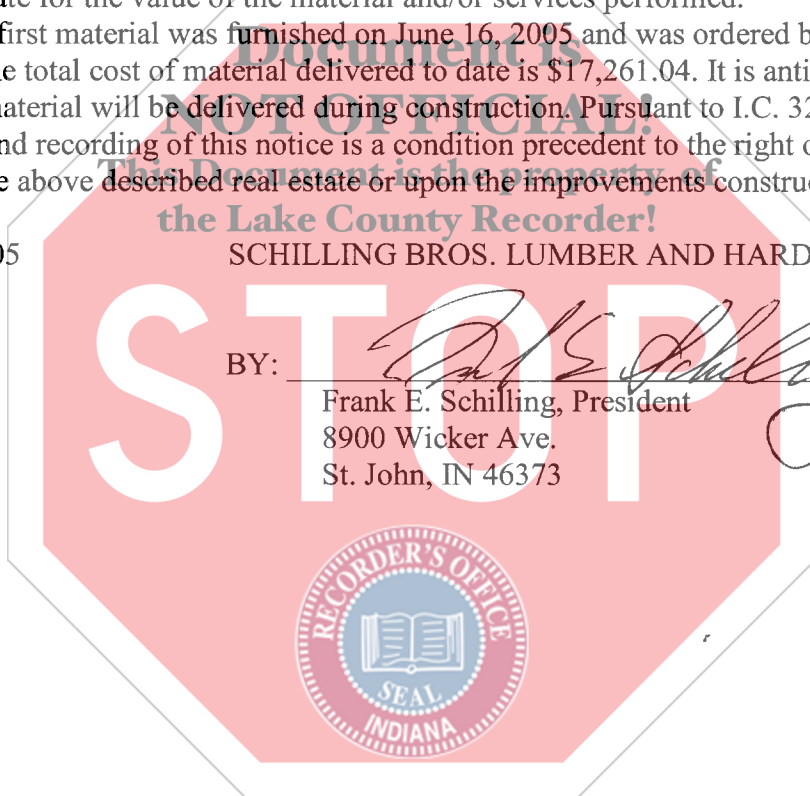 ate for the value of the material and/or services performed.
first material was furnished on June 16, 2005 and was ordered b
e total cost of material delivered to date is $17,261.04. It is anti
naterial will be delivered during construction. Pursuant to I.C. 32
nd recording of this notice is a condition precedent to the right o
e above described real estate or upon the improvements constru
Document is
NOT OFFICIAL!
This Document is the property of
the Lake County Recorder!
05 SCHILLING BROS. LUMBER AND HARD
STOP
BY:
Frank E. Schilling, President
8900 Wicker Ave.
St. John, IN 46373
RECORDER'S OFFICE
SEAL
INDIANA